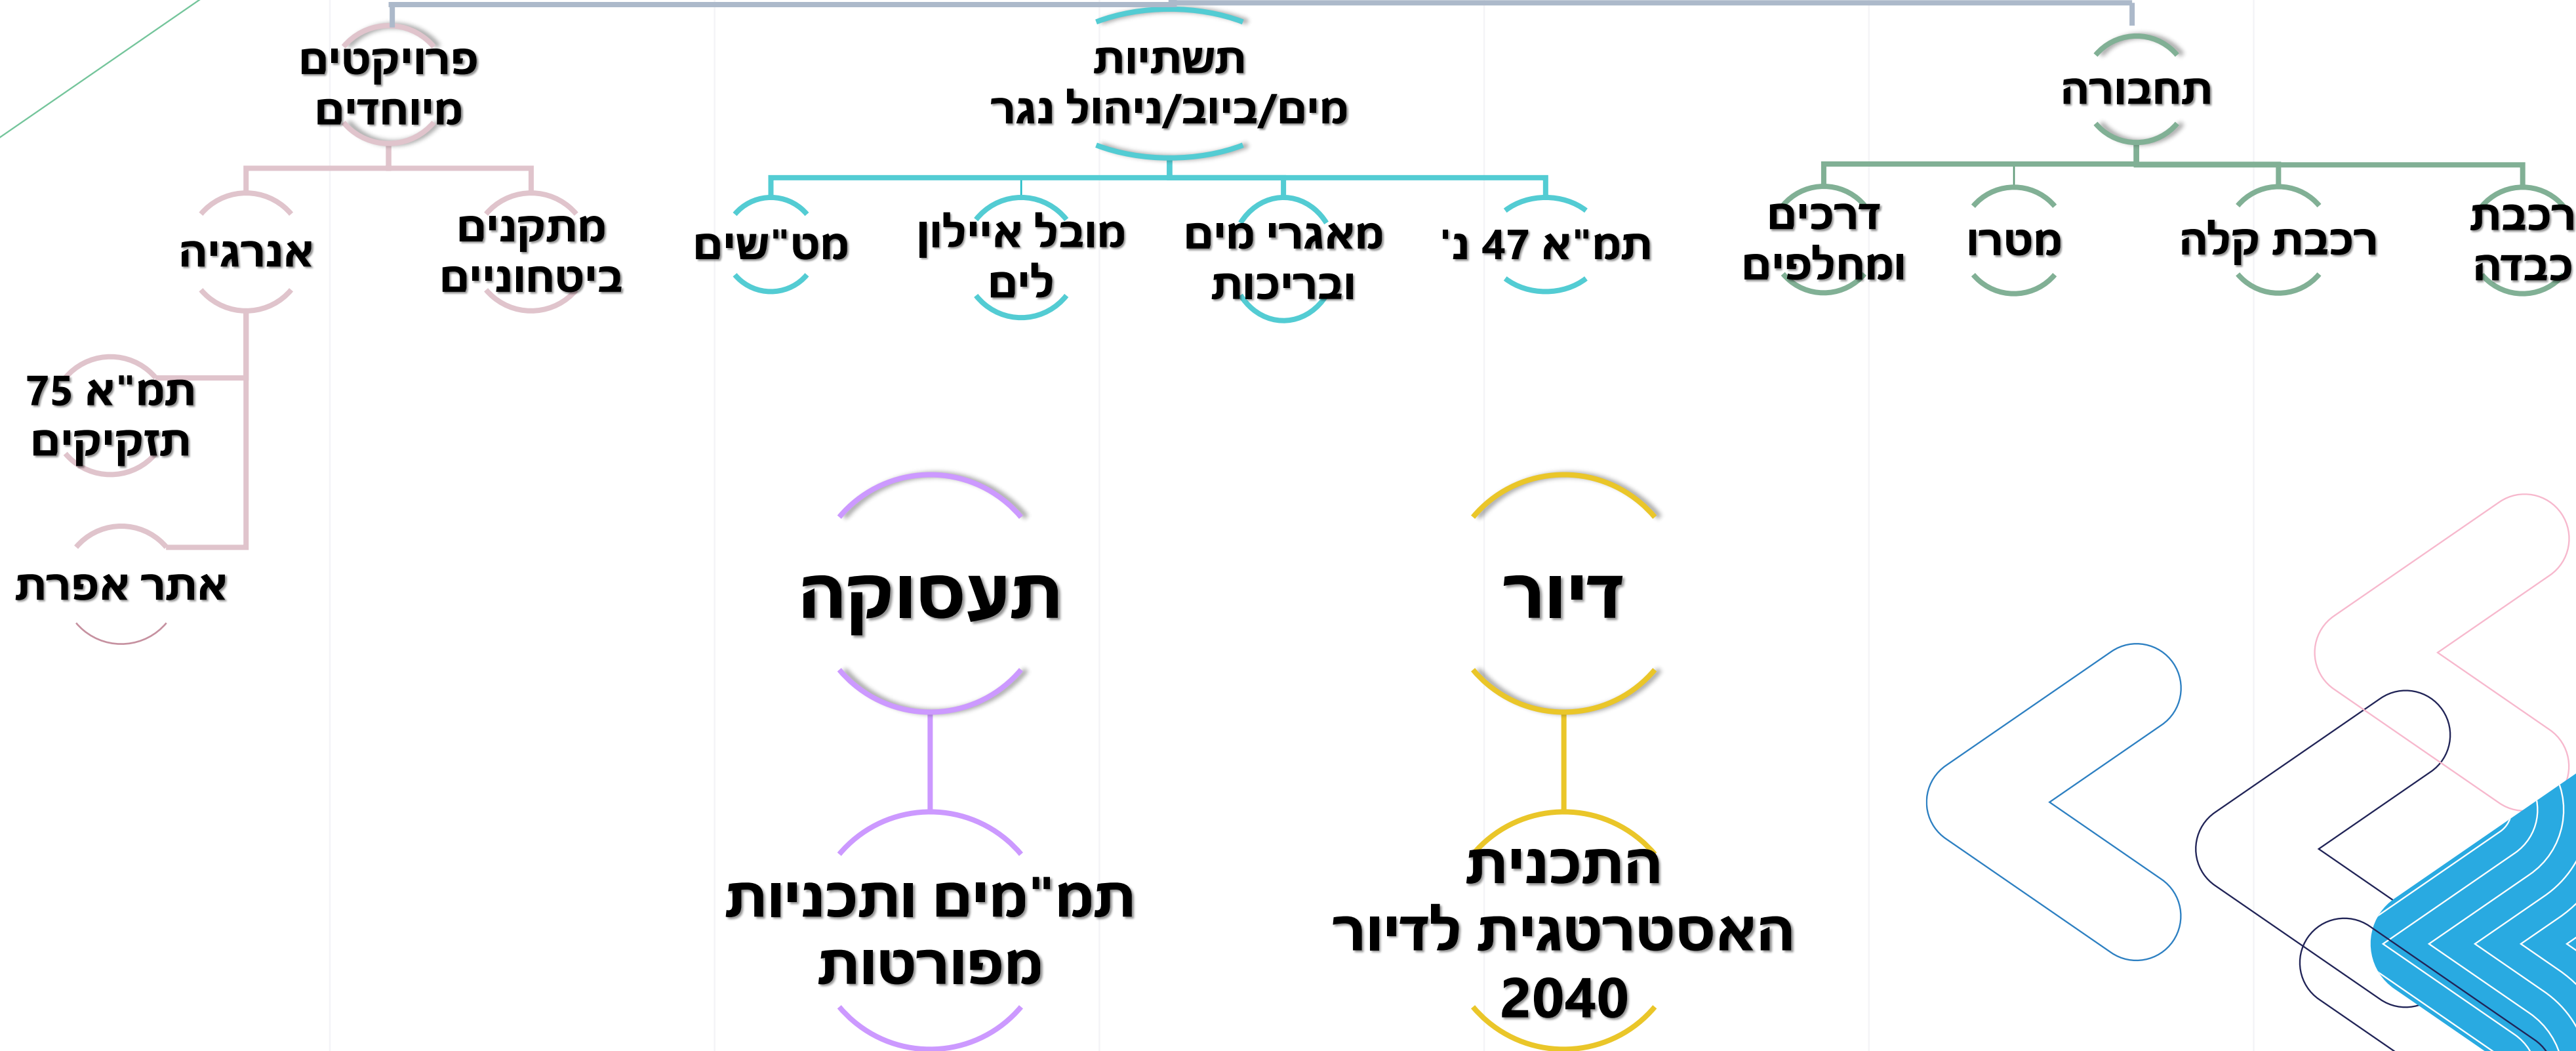 תחבורה
רכבת
כבדה
רכבת קלה
מטרו
דרכים
ומחלפים
תשתיות
מים/ביוב/ניהול נגר
תמ"א 47 נ'
מאגרי מים
ובריכות
מובל איילון
לים
מט"שים
פרויקטים
מיוחדים
מתקנים
ביטחוניים
אנרגיה
תמ"א 75
תזקיקים
אתר אפרת
דיור
התכנית
האסטרטגית לדיור
2040
תעסוקה
תמ"מים ותכניות
מפורטות